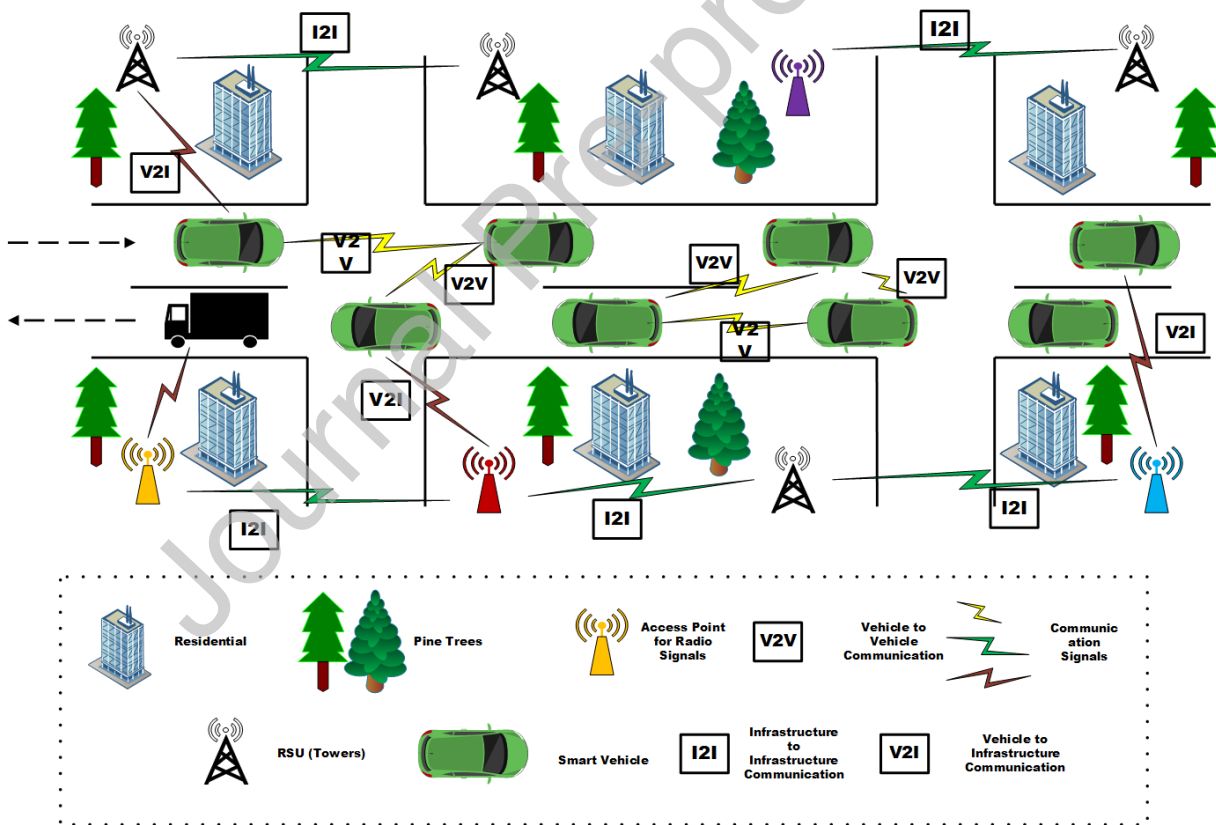 I2I
I2I
V2I
V2
V
V2V
V2V
V2V
V2
V
V2I
V2I
I2I
I2I
I2I
Journal Pre-pro
Residential
Pine Trees
Access Point
for Radio
Signals
V2V
Vehicle to
Vehicle
Communication
Communic
ation
Signals
RSU (Towers)
Smart Vehicle
I2I
Infrastructure
to
Infrastructure
Communication
V2I
Vehicle to
Infrastructure
Communication